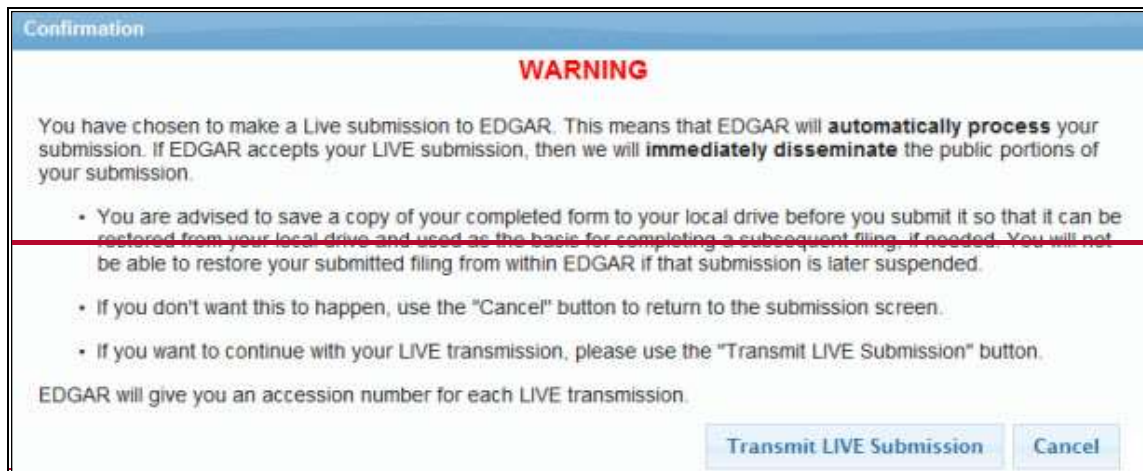 Confirmation
WARNING
You have chosen to make a Live submission to EDGAR. This means that EDGAR will automatically process your
submission. If EDGAR accepts your LIVE submission, then we will immediately disseminate the public portions of
your submission.
• You are advised to save a copy of your completed form to your local drive before you submit it so that it can be
restored from your local drive and used as the basis for completing a subsequent filing, if needed. You will not
be able to restore your submitted filing from within EDGAR if that submission is later suspended.
• If you don't want this to happen, use the "Cancel" button to return to the submission screen.
• If you want to continue with your LIVE transmission, please use the "Transmit LIVE Submission" button.
EDGAR will give you an accession number for each LIVE transmission.
Transmit LIVE Submission Cancel